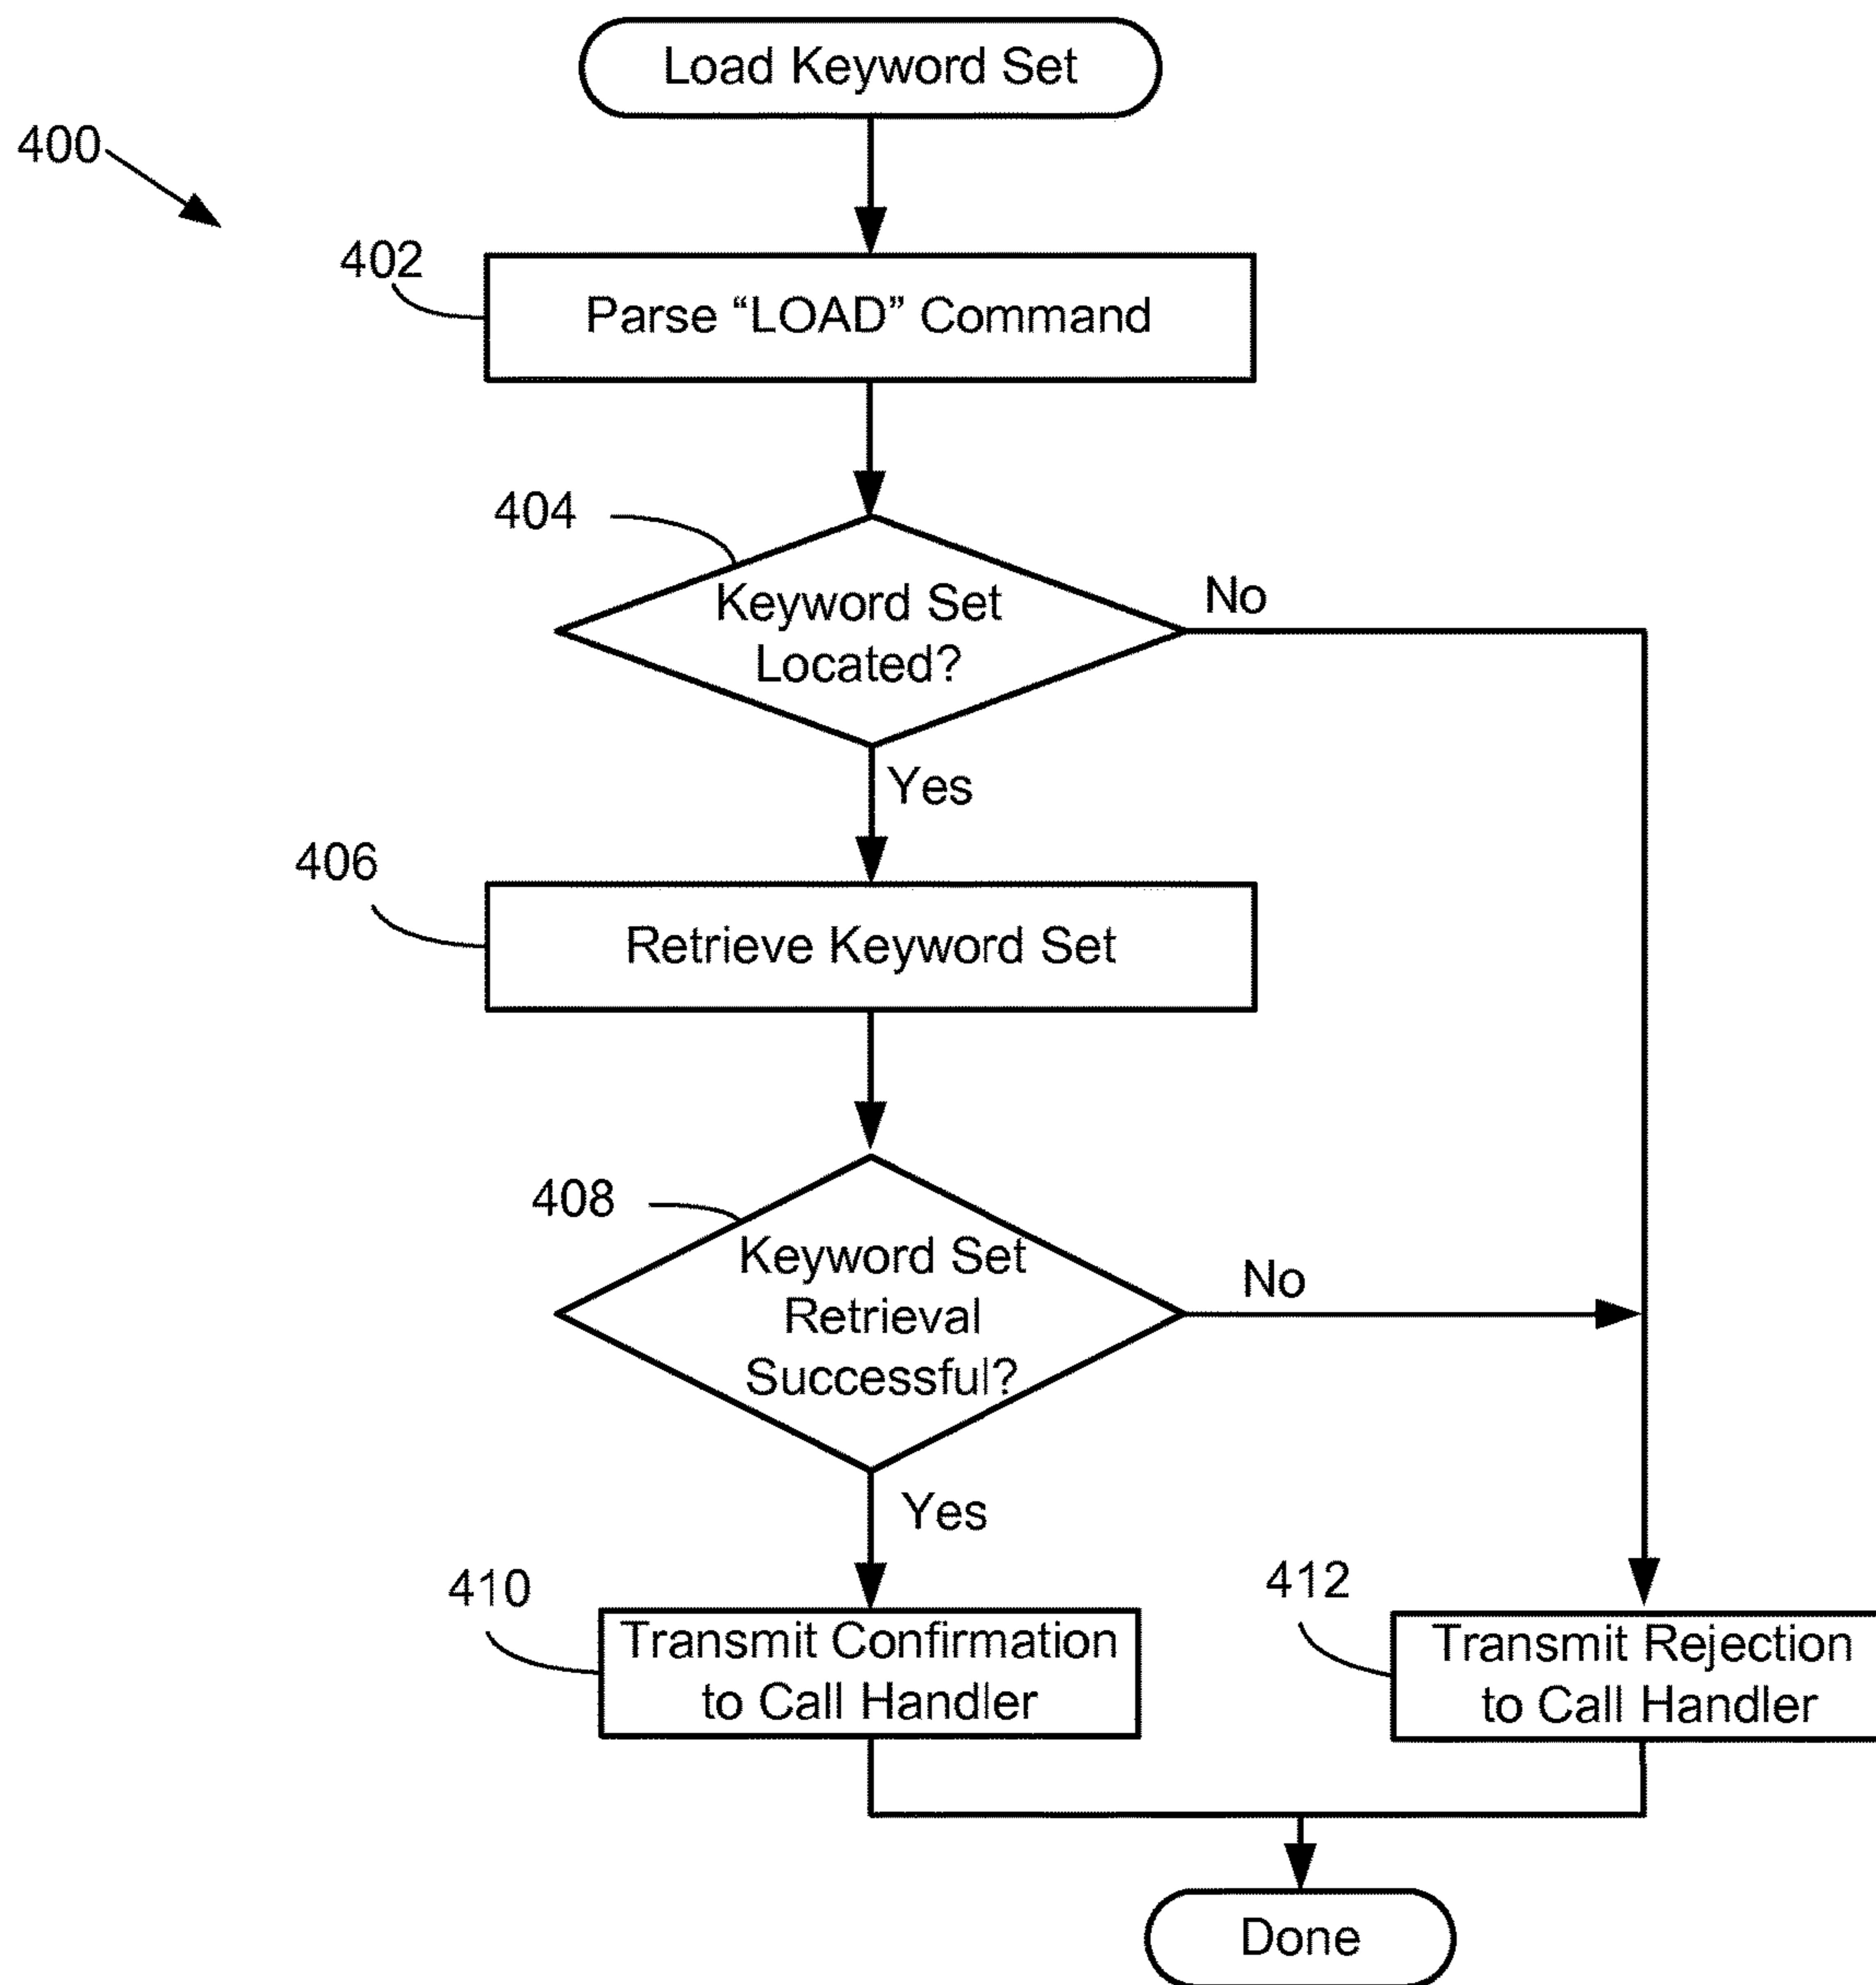 Load Keyword Set
400
402
Parse “LOAD” Command
404
Keyword Set
Located?
No
Yes
406
Retrieve Keyword Set
408
Keyword Set
Retrieval
Successful?
No
Yes
410
Transmit Confirmation
to Call Handler
412
Transmit Rejection
to Call Handler
Done